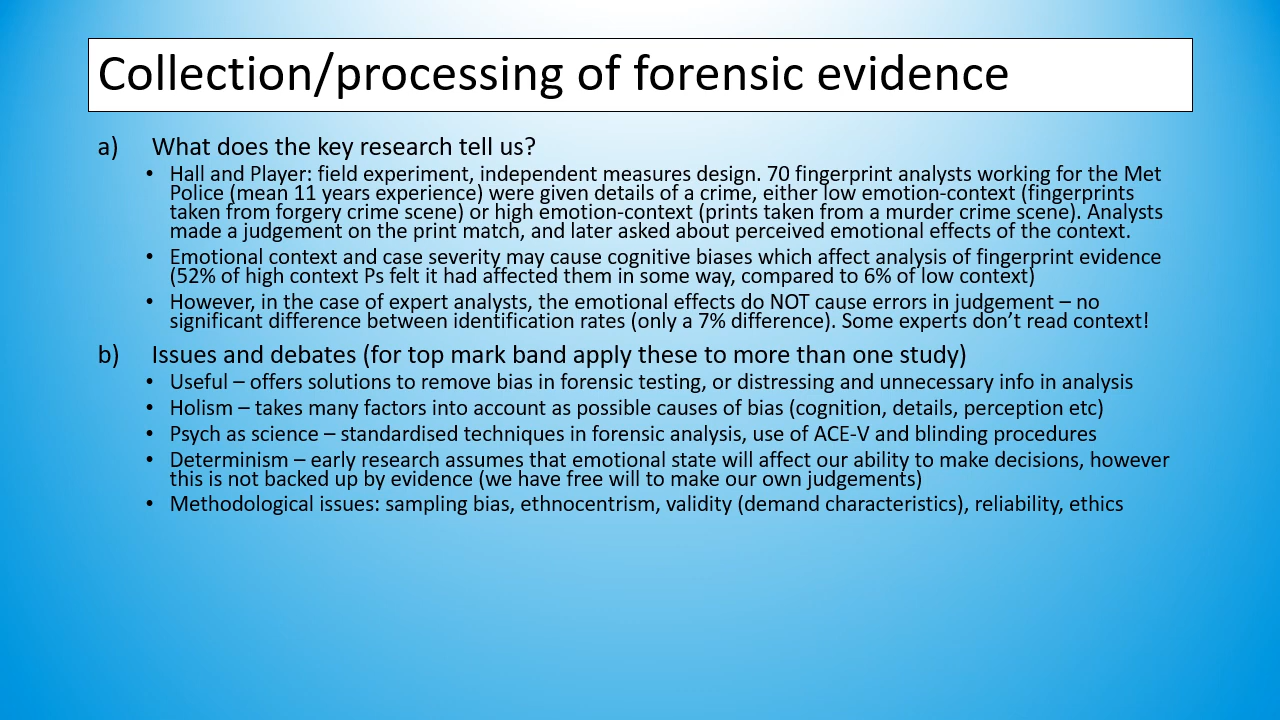 Collection/processing of forensic evidence
a) What does the key research tell us?
• Hall and Player: field experiment, independent measures design. 70 fingerprint analysts working for the Met
Police (mean 11 years experience) were given details of a crime, either low emotion-context (fingerprints
taken from forgery crime scene) or high emotion-context (prints taken from a murder crime scene). Analysts
made a judgement on the print match, and later asked about perceived emotional effects of the context.
• Emotional context and case severity may cause cognitive biases which affect analysis of fingerprint evidence
(52% of high context Ps felt it had affected them in some way, compared to 6% of low context)
• However, in the case of expert analysts, the emotional effects do NOT cause errors in judgement – no
significant difference between identification rates (only a 7% difference). Some experts don’t read context!
b) Issues and debates (for top mark band apply these to more than one study)
• Useful – offers solutions to remove bias in forensic testing, or distressing and unnecessary info in analysis
• Holism – takes many factors into account as possible causes of bias (cognition, details, perception etc)
• Psych as science – standardised techniques in forensic analysis, use of ACE-V and blinding procedures
• Determinism – early research assumes that emotional state will affect our ability to make decisions, however
this is not backed up by evidence (we have free will to make our own judgements)
• Methodological issues: sampling bias, ethnocentrism, validity (demand characteristics), reliability, ethics